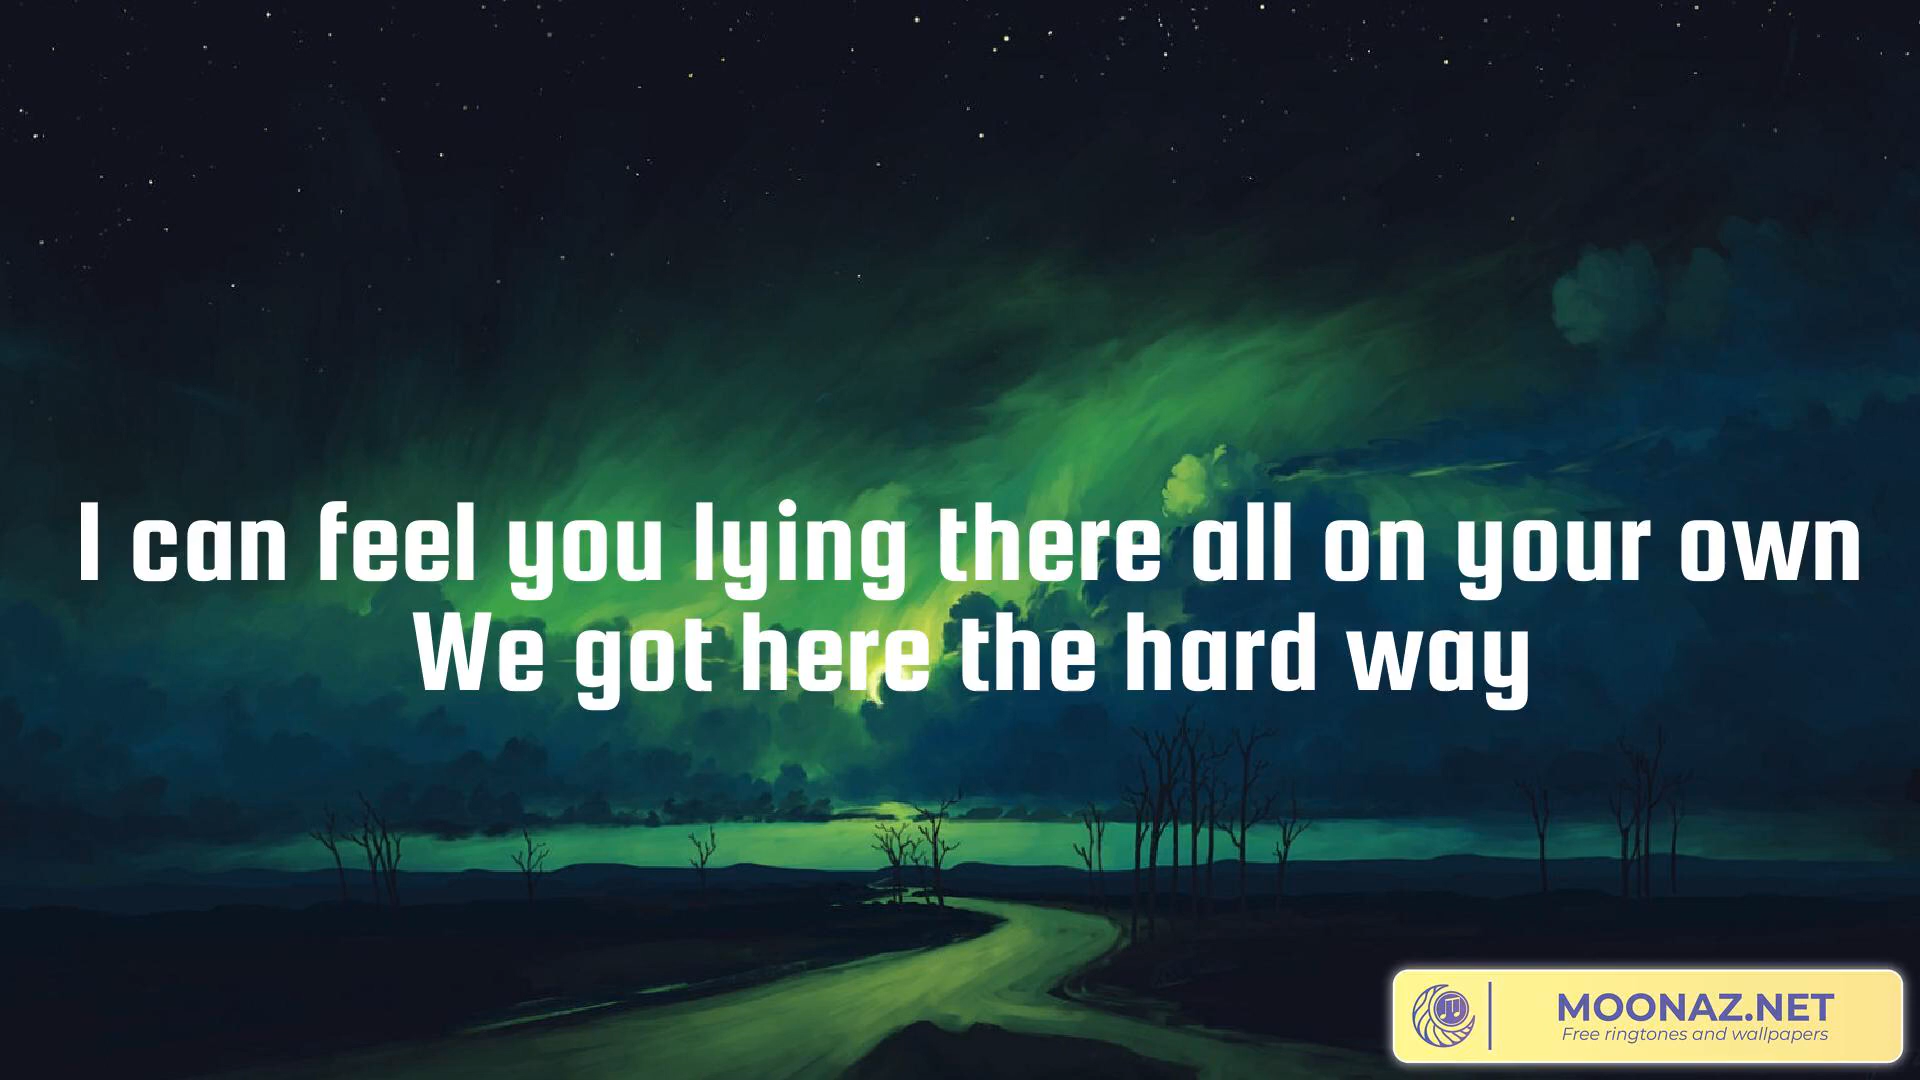 I can feel you lying there all on your own
We got here the hard way
MOONAZ.NET
Free ringtones and wallpapers